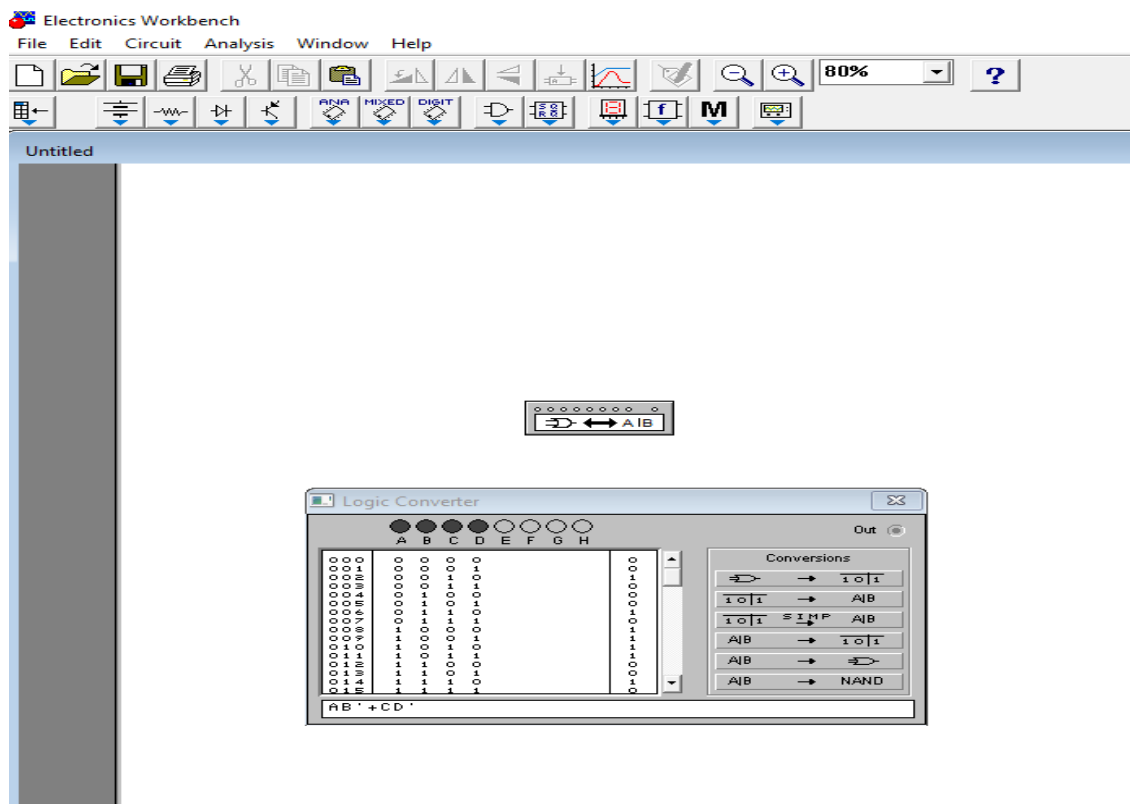 Electronics Workbench
File Edit Circuit Analysis Window Help
80% ?
ANA MIXED DIGIT M
Untitled
A|B
Logic Converter
A B C D E F G H Out
Conversions
000 0 0 0 0 0
001 0 0 0 1 0
002 0 0 1 0 1
003 0 0 1 1 0
004 0 1 0 0 0
005 0 1 0 1 0
006 0 1 1 0 1
007 0 1 1 1 0
008 1 0 0 0 1
009 1 0 0 1 1
010 1 0 1 0 1
011 1 0 1 1 1
012 1 1 0 0 0
013 1 1 0 1 0
014 1 1 1 0 1
015 1 1 1 1 0
→ 1 0|1
1 0|1 → A|B
1 0|1 SIMP → A|B
A|B → 1 0|1
A|B →
A|B → NAND
AB'+CD'